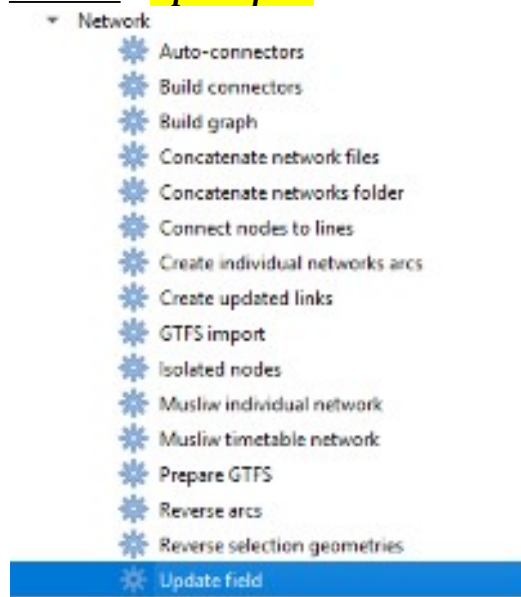 Network
Auto-connectors
Build connectors
Build graph
Concatenate network files
Concatenate networks folder
Connect nodes to lines
Create individual networks arcs
Create updated links
GTFS import
Isolated nodes
Musliw individual network
Musliw timetable network
Prepare GTFS
Reverse arcs
Reverse selection geometries
Update field